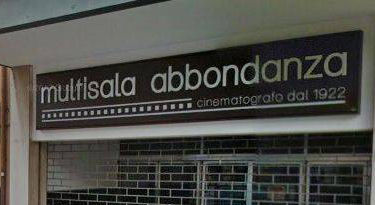 multisala abbondanza
cinematografo dal 1922